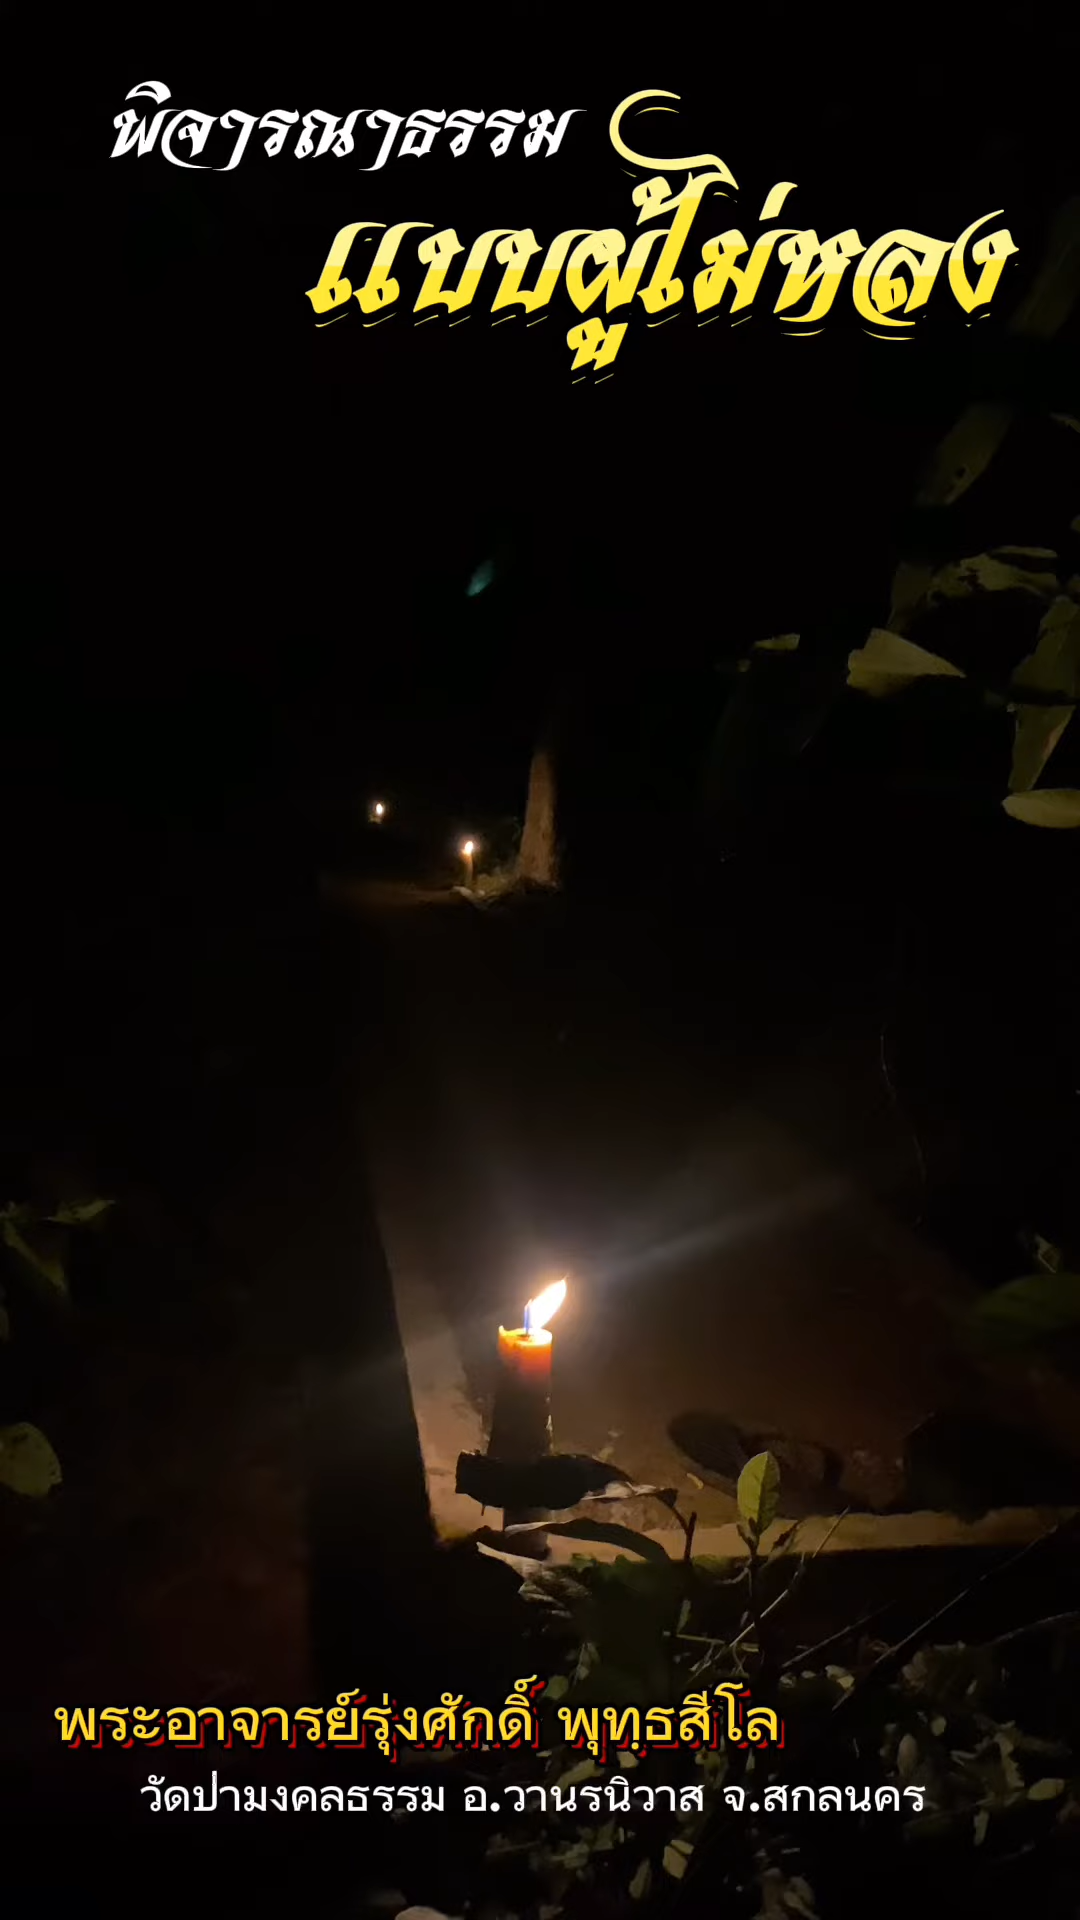 พิจารณาธรรม
แบบผู้ไม่หลง
พระอาจารย์รุ่งศักดิ์ พุทฺธสีโล
วัดป่ามงคลธรรม อ.วานรนิวาส จ.สกลนคร